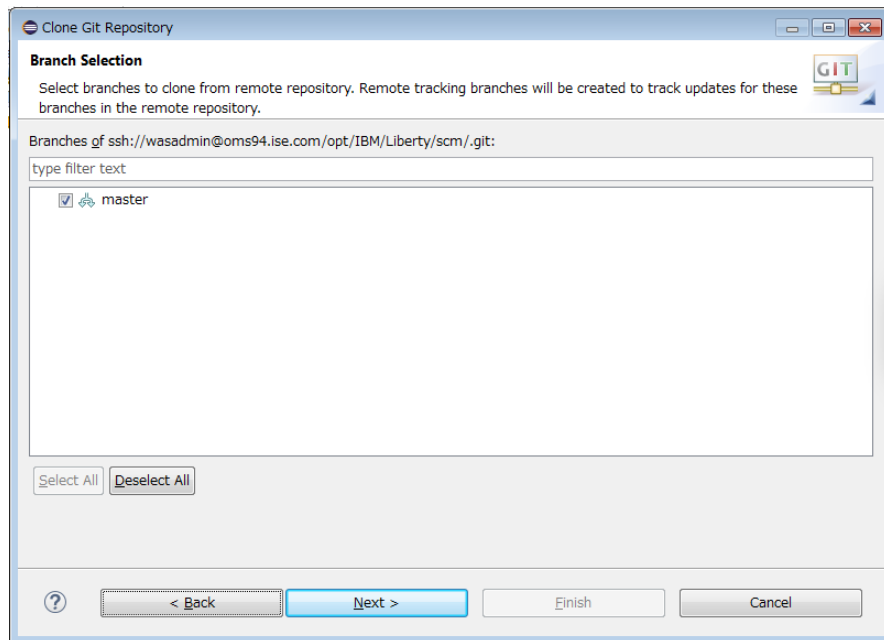 Clone Git Repository
Branch Selection
Select branches to clone from remote repository. Remote tracking branches will be created to track updates for these
branches in the remote repository.
GIT
Branches of ssh://wasadmin@oms94.ise.com/opt/IBM/Liberty/scm/.git:
type filter text
master
Select All
Deselect All
?
< Back
Next >
Finish
Cancel